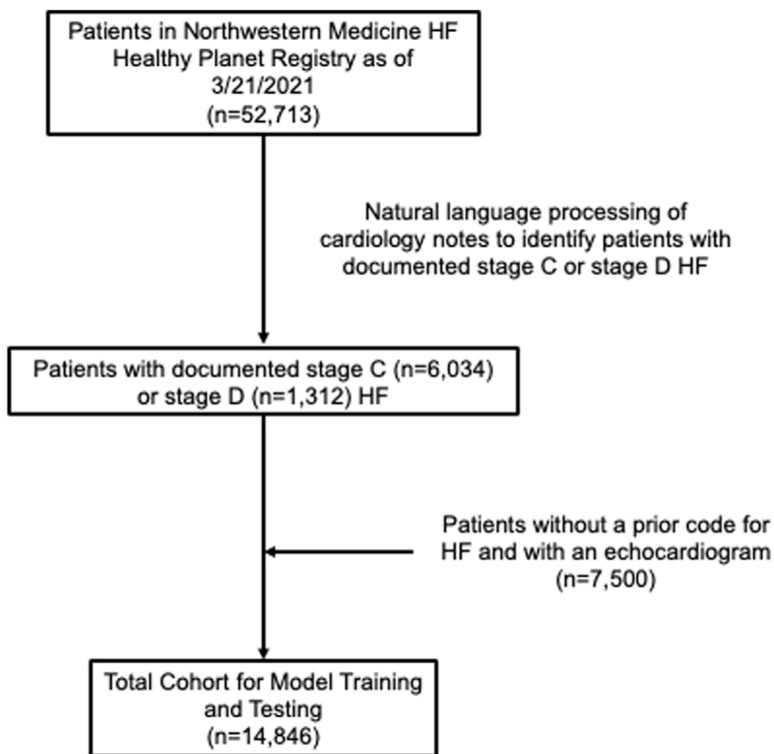 Patients in Northwestern Medicine HF
Healthy Planet Registry as of
3/21/2021
(n=52,713)
Natural language processing of
cardiology notes to identify patients with
documented stage C or stage D HF
Patients with documented stage C (n=6,034)
or stage D (n=1,312) HF
Patients without a prior code for
HF and with an echocardiogram
(n=7,500)
Total Cohort for Model Training
and Testing
(n=14,846)